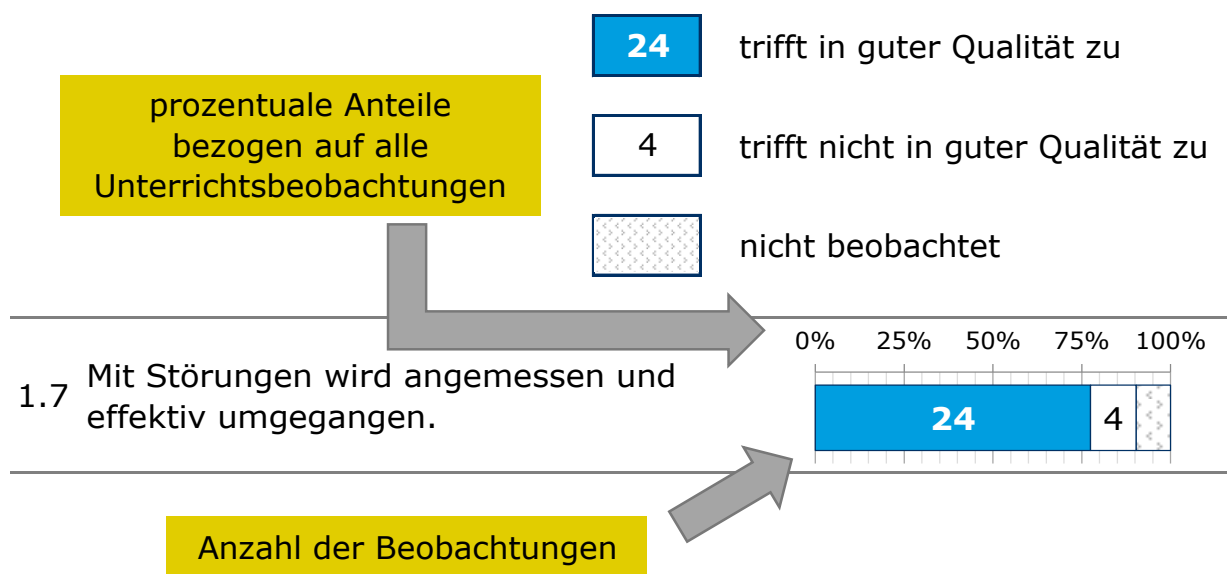 24 trifft in guter Qualität zu
prozentuale Anteile
bezogen auf alle
Unterrichtsbeobachtungen
4 trifft nicht in guter Qualität zu
nicht beobachtet
0% 25% 50% 75% 100%
1.7 Mit Störungen wird angemessen und
effektiv umgegangen.
24 4
Anzahl der Beobachtungen